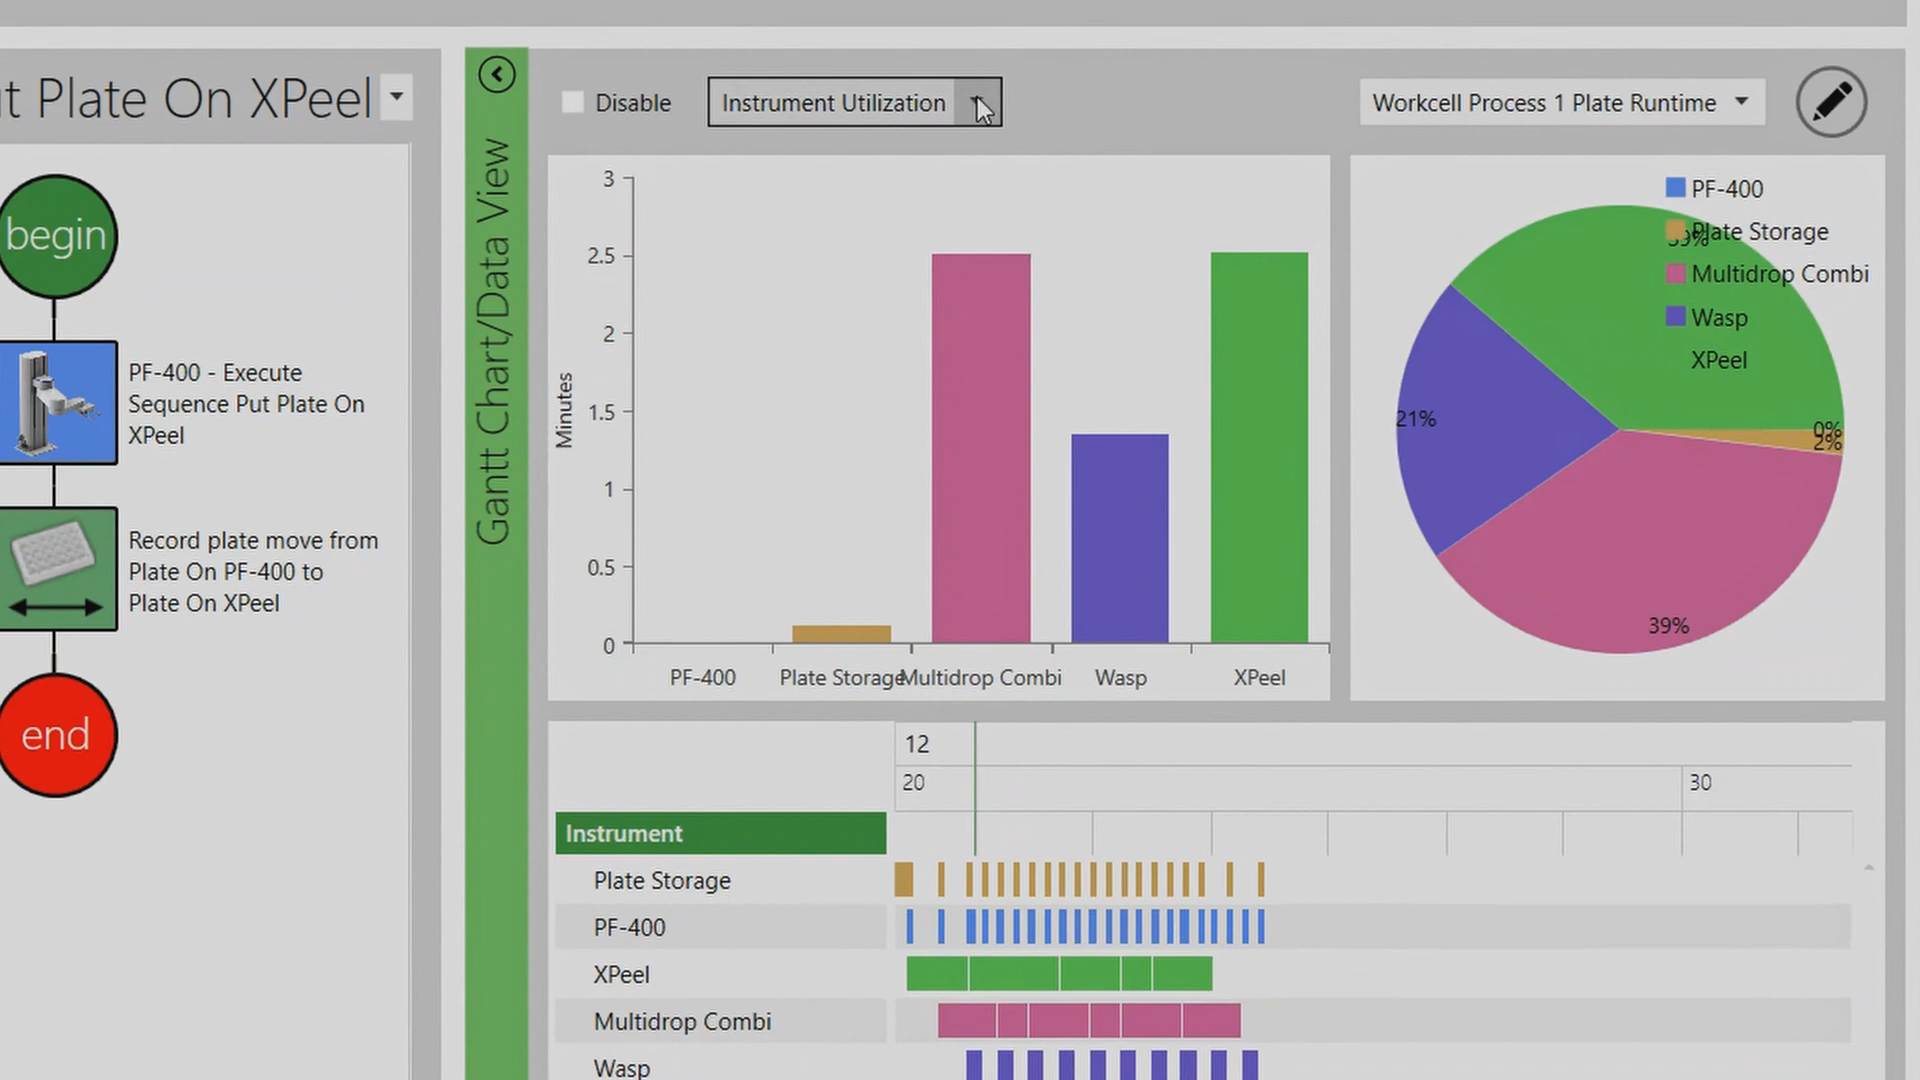 t Plate On XPeel
begin
PF-400 - Execute
Sequence Put Plate On
XPeel
Record plate move from
Plate On PF-400 to
Plate On XPeel
end
Gantt Chart/Data View
Disable
Instrument Utilization
Workcell Process 1 Plate Runtime
3
2.5
2
1.5
1
0.5
0
Minutes
PF-400
Plate Storage
Multidrop Combi
Wasp
XPeel
PF-400
Plate Storage
Multidrop Combi
Wasp
XPeel
39%
21%
0%
2%
39%
12
20
30
Instrument
Plate Storage
PF-400
XPeel
Multidrop Combi
Wasp